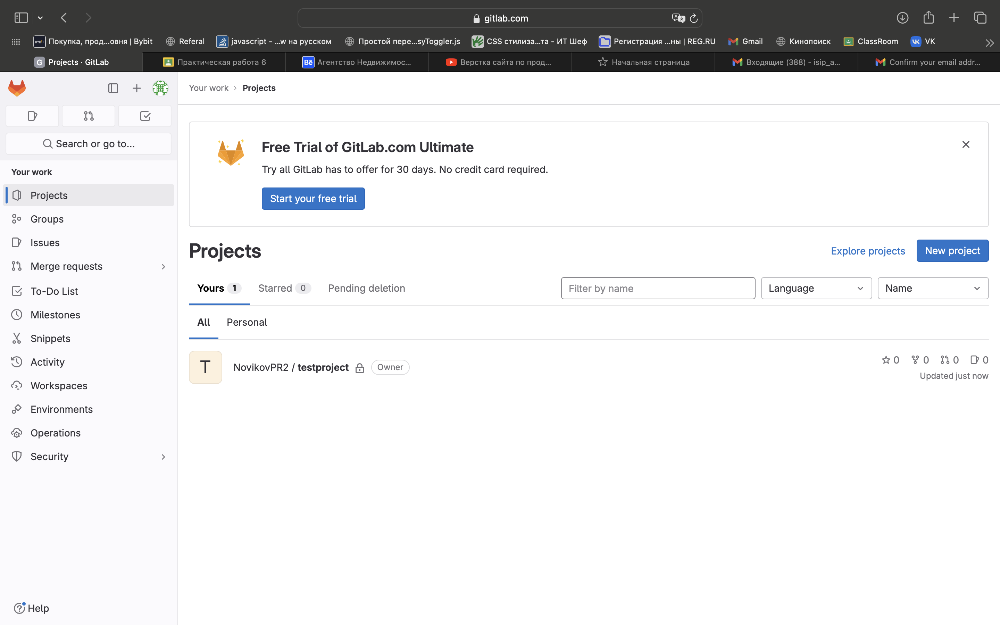 gitlab.com
Покупка, прод...овня | Bybit
Referal
javascript - ...w на русском
Простой пере...syToggler.js
CSS стилиза...та - ИТ Шеф
Регистрация ...ны | REG.RU
Gmail
Кинопоиск
ClassRoom
VK
Projects · GitLab
Практическая работа 6
Агентство Недвижимос...
Верстка сайта по прод...
Начальная страница
Входящие (388) - isip_a...
Confirm your email addr...
Your work › Projects
Search or go to...
Your work
Projects
Groups
Issues
Merge requests
To-Do List
Milestones
Snippets
Activity
Workspaces
Environments
Operations
Security
Help
Free Trial of GitLab.com Ultimate
Try all GitLab has to offer for 30 days. No credit card required.
Start your free trial
Projects
Explore projects
New project
Yours 1
Starred 0
Pending deletion
Filter by name
Language
Name
All
Personal
T
NovikovPR2 / testproject
Owner
0 0 0 0
Updated just now